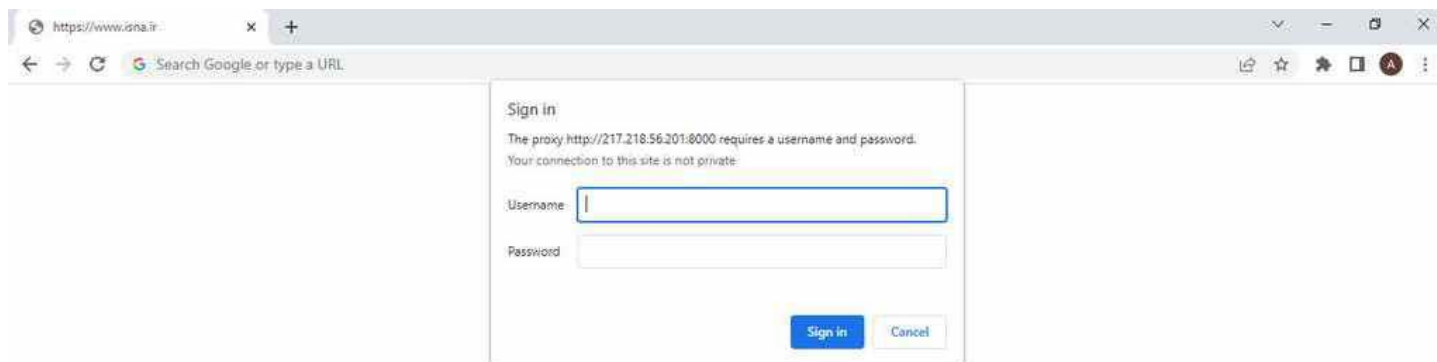 https://www.isna.ir
Search Google or type a URL
A
Sign in
The proxy http://217.218.56.201:8000 requires a username and password.
Your connection to this site is not private
Username
Password
Sign in
Cancel